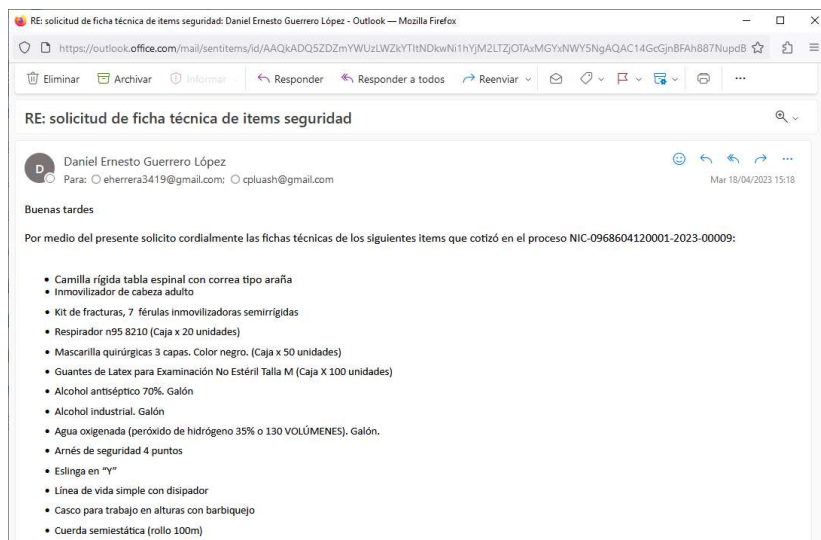 RE: solicitud de ficha técnica de items seguridad: Daniel Ernesto Guerrero López - Outlook — Mozilla Firefox
https://outlook.office.com/mail/sentitems/id/
Eliminar Archivar Informar Responder Responder a todos Reenviar
RE: solicitud de ficha técnica de items seguridad
D
Daniel Ernesto Guerrero López
Para: eherrera3419@gmail.com; cpluash@gmail.com
Mar 18/04/2023 15:18
Buenas tardes
Por medio del presente solicito cordialmente las fichas técnicas de los siguientes items que cotizó en el proceso NIC-0968604120001-2023-00009:
• Camilla rígida tabla espinal con correa tipo araña
• Inmovilizador de cabeza adulto
• Kit de fracturas, 7 férulas inmovilizadoras semirrígidas
• Respirador n95 8210 (Caja x 20 unidades)
• Mascarilla quirúrgicas 3 capas. Color negro. (Caja x 50 unidades)
• Guantes de Latex para Examinación No Estéril Talla M (Caja X 100 unidades)
• Alcohol antiséptico 70%. Galón
• Alcohol industrial. Galón
• Agua oxigenada (peróxido de hidrógeno 35% o 130 VOLÚMENES). Galón.
• Arnés de seguridad 4 puntos
• Eslinga en “Y”
• Línea de vida simple con disipador
• Casco para trabajo en alturas con barbiquejo
• Cuerda semiestática (rollo 100m)